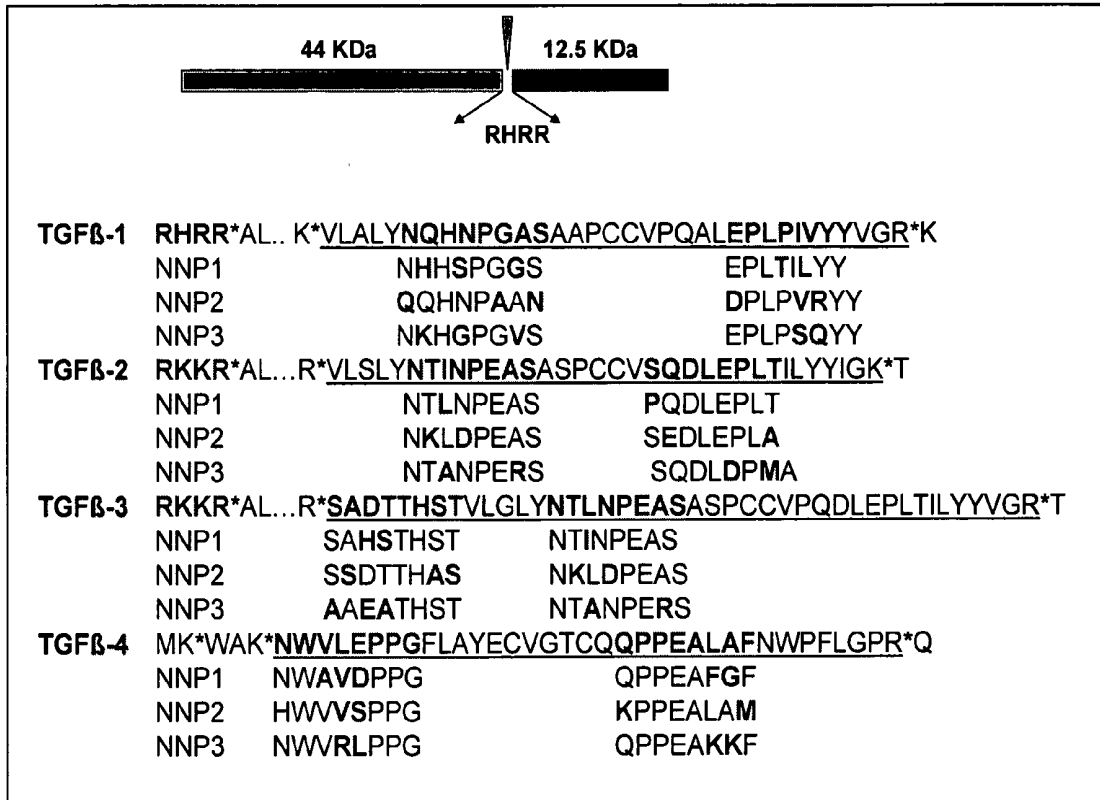 44 KDa 12.5 KDa
RHRR
TGFß-1 RHRR*AL.. K*VLALYNQHNPGASAAPCCVPQALEPLPIVYYVGR*K
NNP1 NHHSPGGS EPLTILYY
NNP2 QQHNPAAN DPLPVRYY
NNP3 NKHGPGVS EPLPSQYY
TGFß-2 RKKR*AL...R*VLSLYNTINPEASASPCCVSQDLEPLTILYYIGK*T
NNP1 NTLNPEAS PQDLEPLT
NNP2 NKLDPEAS SEDLEPLA
NNP3 NTANPERS SQDLDPMA
TGFß-3 RKKR*AL...R*SADTTHSTVLGLYNTLNPEASASPCCVPQDLEPLTILYYVGR*T
NNP1 SAHSTHST NTINPEAS
NNP2 SSDTTHAS NKLDPEAS
NNP3 AAEATHST NTANPERS
TGFß-4 MK*WAK*NWVLEPPGFLAYECVGTCQQPPEALAFNWPFLGPR*Q
NNP1 NWAVDPPG QPPEAFGF
NNP2 HWVVSPPG KPPEALAM
NNP3 NWVRLPPG QPPEAKKF